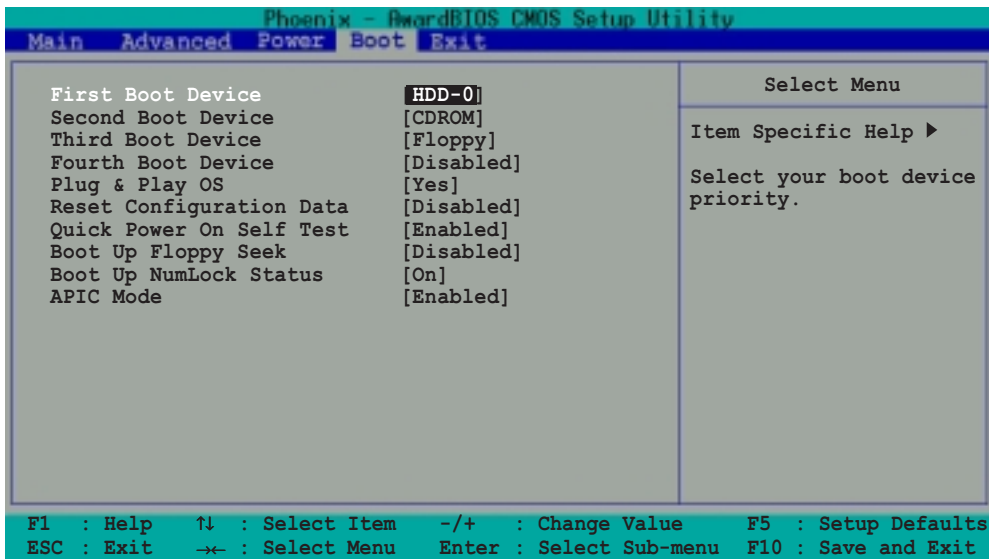 Phoenix - AwardBIOS CMOS Setup Utility
Main Advanced Power Boot Exit
First Boot Device [HDD-0]
Second Boot Device [CDROM]
Third Boot Device [Floppy]
Fourth Boot Device [Disabled]
Plug & Play OS [Yes]
Reset Configuration Data [Disabled]
Quick Power On Self Test [Enabled]
Boot Up Floppy Seek [Disabled]
Boot Up NumLock Status [On]
APIC Mode [Enabled]
Select Menu
Item Specific Help ▶
Select your boot device
priority.
F1 : Help ↑↓ : Select Item -/+ : Change Value F5 : Setup Defaults
ESC : Exit →← : Select Menu Enter : Select Sub-menu F10 : Save and Exit